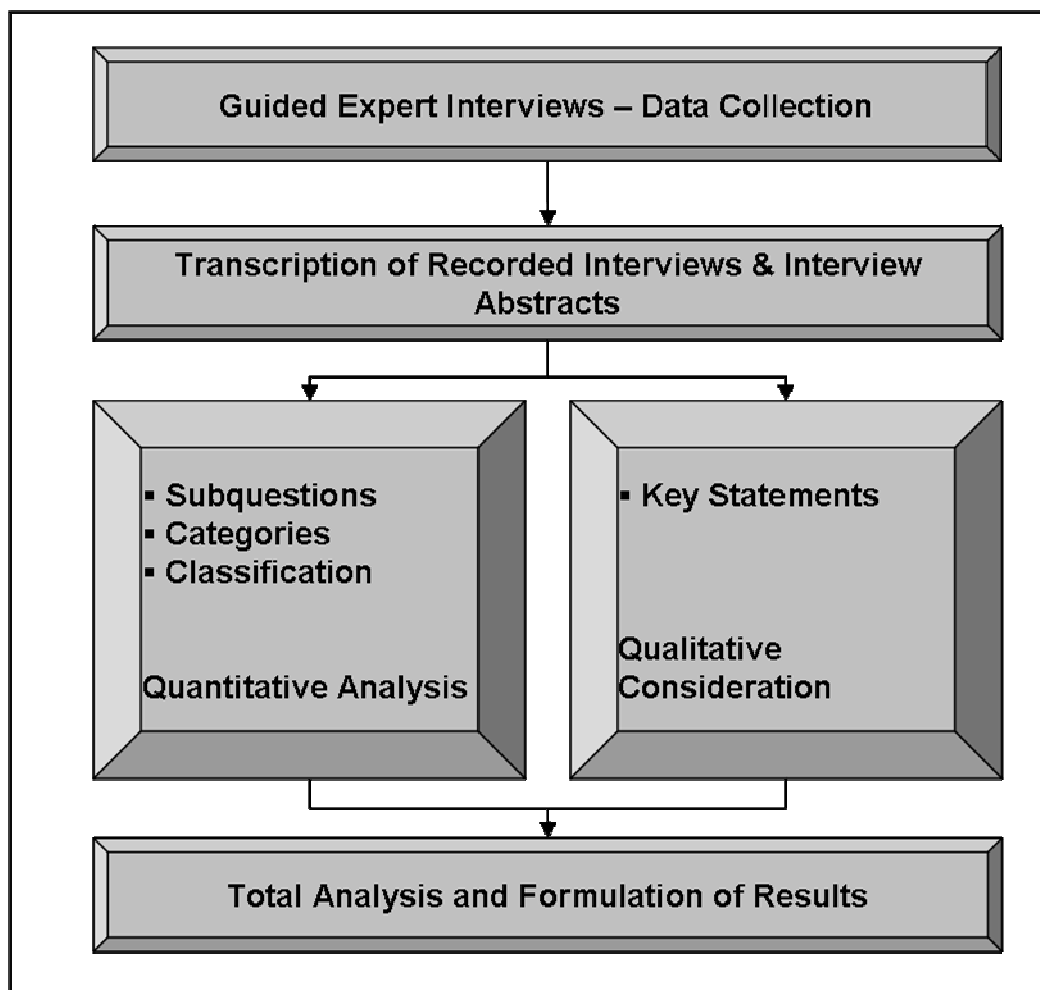 Guided Expert Interviews – Data Collection
Transcription of Recorded Interviews & Interview
Abstracts
▪ Subquestions
▪ Categories
▪ Classification
Quantitative Analysis
▪ Key Statements
Qualitative
Consideration
Total Analysis and Formulation of Results